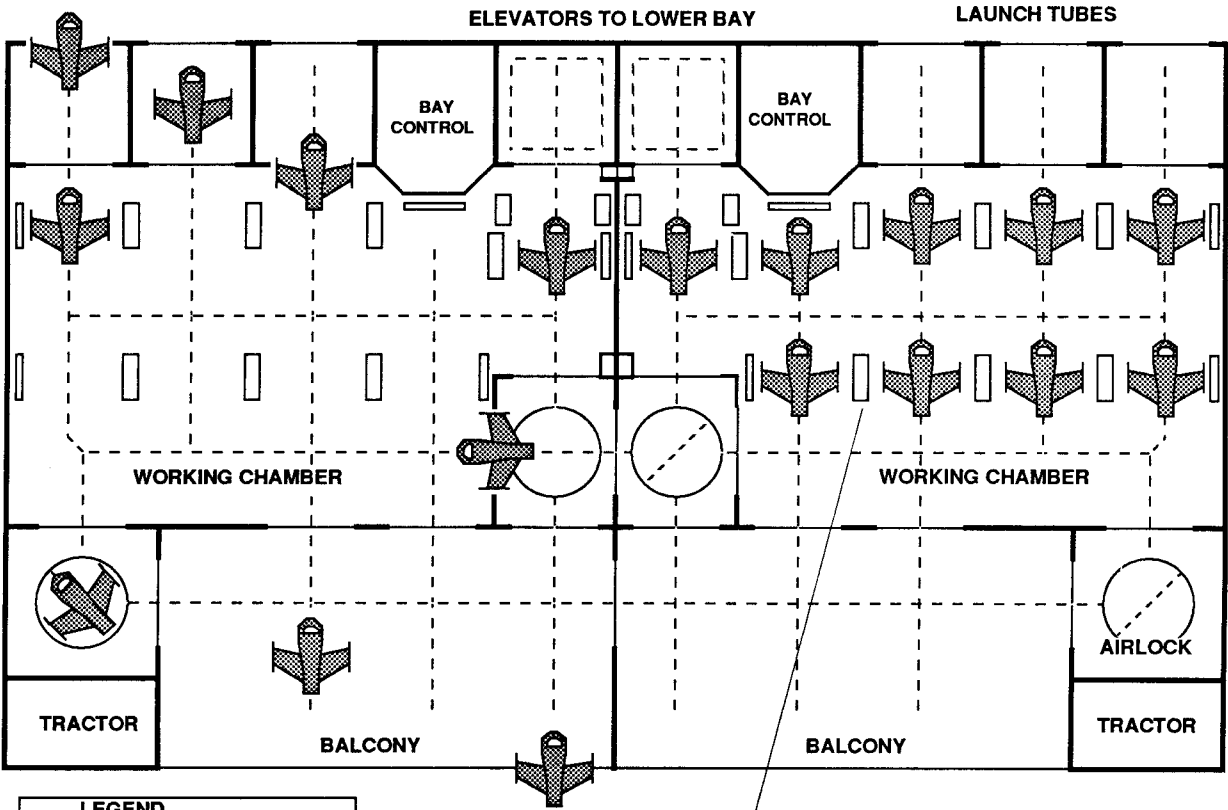 ELEVATORS TO LOWER BAY
LAUNCH TUBES
BAY
CONTROL
BAY
CONTROL
WORKING CHAMBER
WORKING CHAMBER
AIRLOCK
TRACTOR
BALCONY
BALCONY
TRACTOR
LEGEND